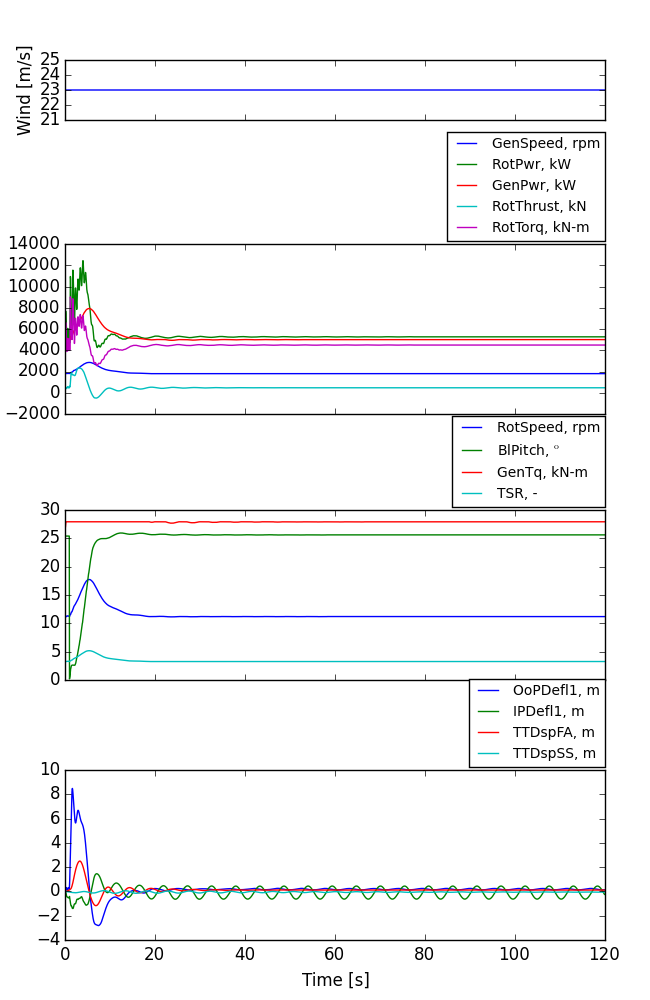 Wind [m/s]
25
24
23
22
21
GenSpeed, rpm
RotPwr, kW
GenPwr, kW
RotThrust, kN
RotTorq, kN-m
14000
12000
10000
8000
6000
4000
2000
0
−2000
RotSpeed, rpm
BlPitch, °
GenTq, kN-m
TSR, -
30
25
20
15
10
5
0
OoPDefl1, m
IPDefl1, m
TTDspFA, m
TTDspSS, m
10
8
6
4
2
0
−2
−4
0 20 40 60 80 100 120
Time [s]